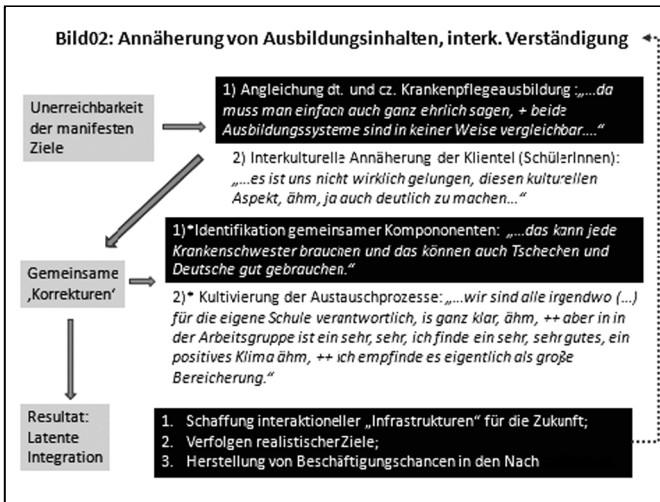 Bild02: Annäherung von Ausbildungsinhalten, interk. Verständigung
Unerreichbarkeit
der manifesten
Ziele
1) Angleichung dt. und cz. Krankenpflegeausbildung:„…da
muss man einfach auch ganz ehrlich sagen, + beide
Ausbildungssysteme sind in keiner Weise vergleichbar….“
2) Interkulturelle Annäherung der Klientel (SchülerInnen):
„…es ist uns nicht wirklich gelungen, diesen kulturellen
Aspekt, ähm, ja auch deutlich zu machen…“
Gemeinsame
‚Korrekturen‘
1)*Identifikation gemeinsamer Kompononenten: „…das kann jede
Krankenschwester brauchen und das können auch Tschechen und
Deutsche gut gebrauchen.“
2)* Kultivierung der Austauschprozesse:„…wir sind alle irgendwo (…)
für die eigene Schule verantwortlich, is ganz klar, ähm, ++ aber in in
der Arbeitsgruppe ist ein sehr, sehr, ich finde ein sehr, sehr gutes, ein
positives Klima ähm, ++ ich empfinde es eigentlich als große
Bereicherung.“
Resultat:
Latente
Integration
1. Schaffung interaktioneller „Infrastrukturen“ für die Zukunft;
2. Verfolgen realistischer Ziele;
3. Herstellung von Beschäftigungschancen in den Nach